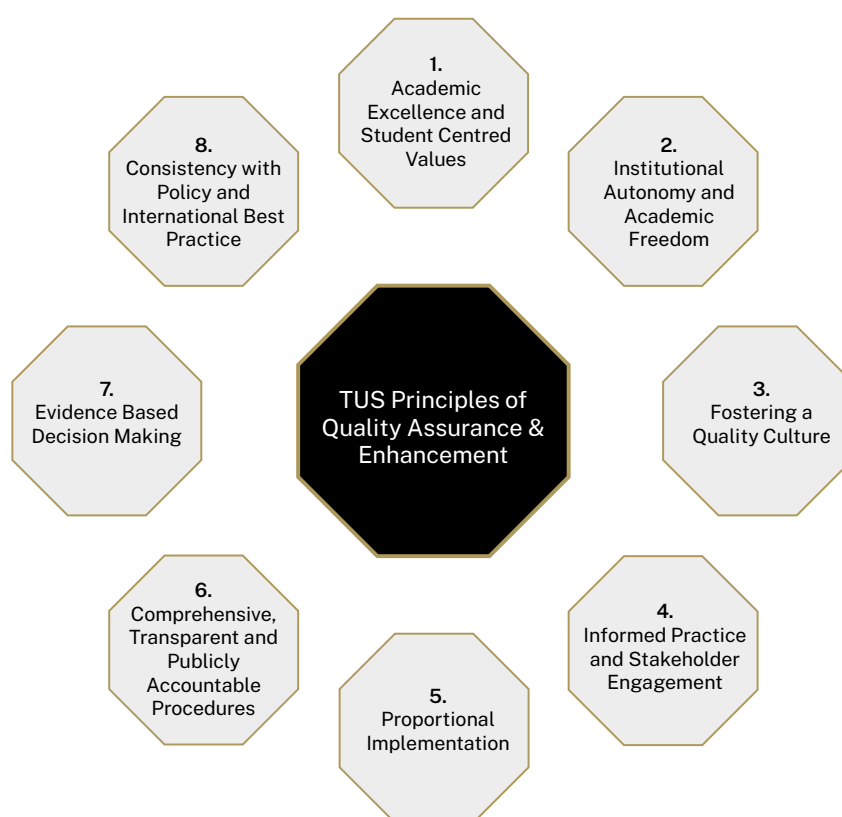 1.
Academic
Excellence and
Student Centred
Values
2.
Institutional
Autonomy and
Academic
Freedom
3.
Fostering a
Quality Culture
4.
Informed Practice
and Stakeholder
Engagement
5.
Proportional
Implementation
6.
Comprehensive,
Transparent and
Publicly
Accountable
Procedures
7.
Evidence Based
Decision Making
8.
Consistency with
Policy and
International Best
Practice
TUS Principles of
Quality Assurance &
Enhancement